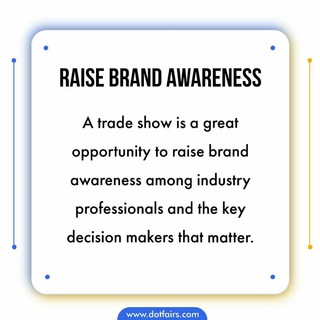 RAISE BRAND AWARENESS
A trade show is a great
opportunity to raise brand
awareness among industry
professionals and the key
decision makers that matter.
www.dotfairs.com